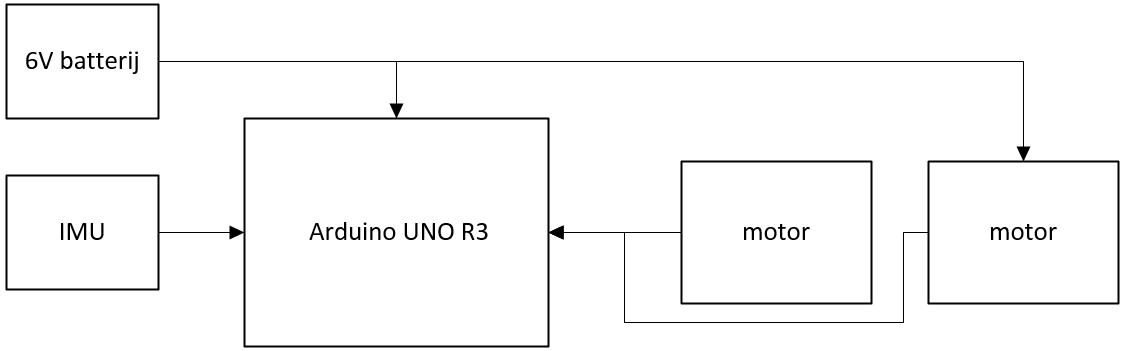 6V batterij
IMU
Arduino UNO R3
motor
motor